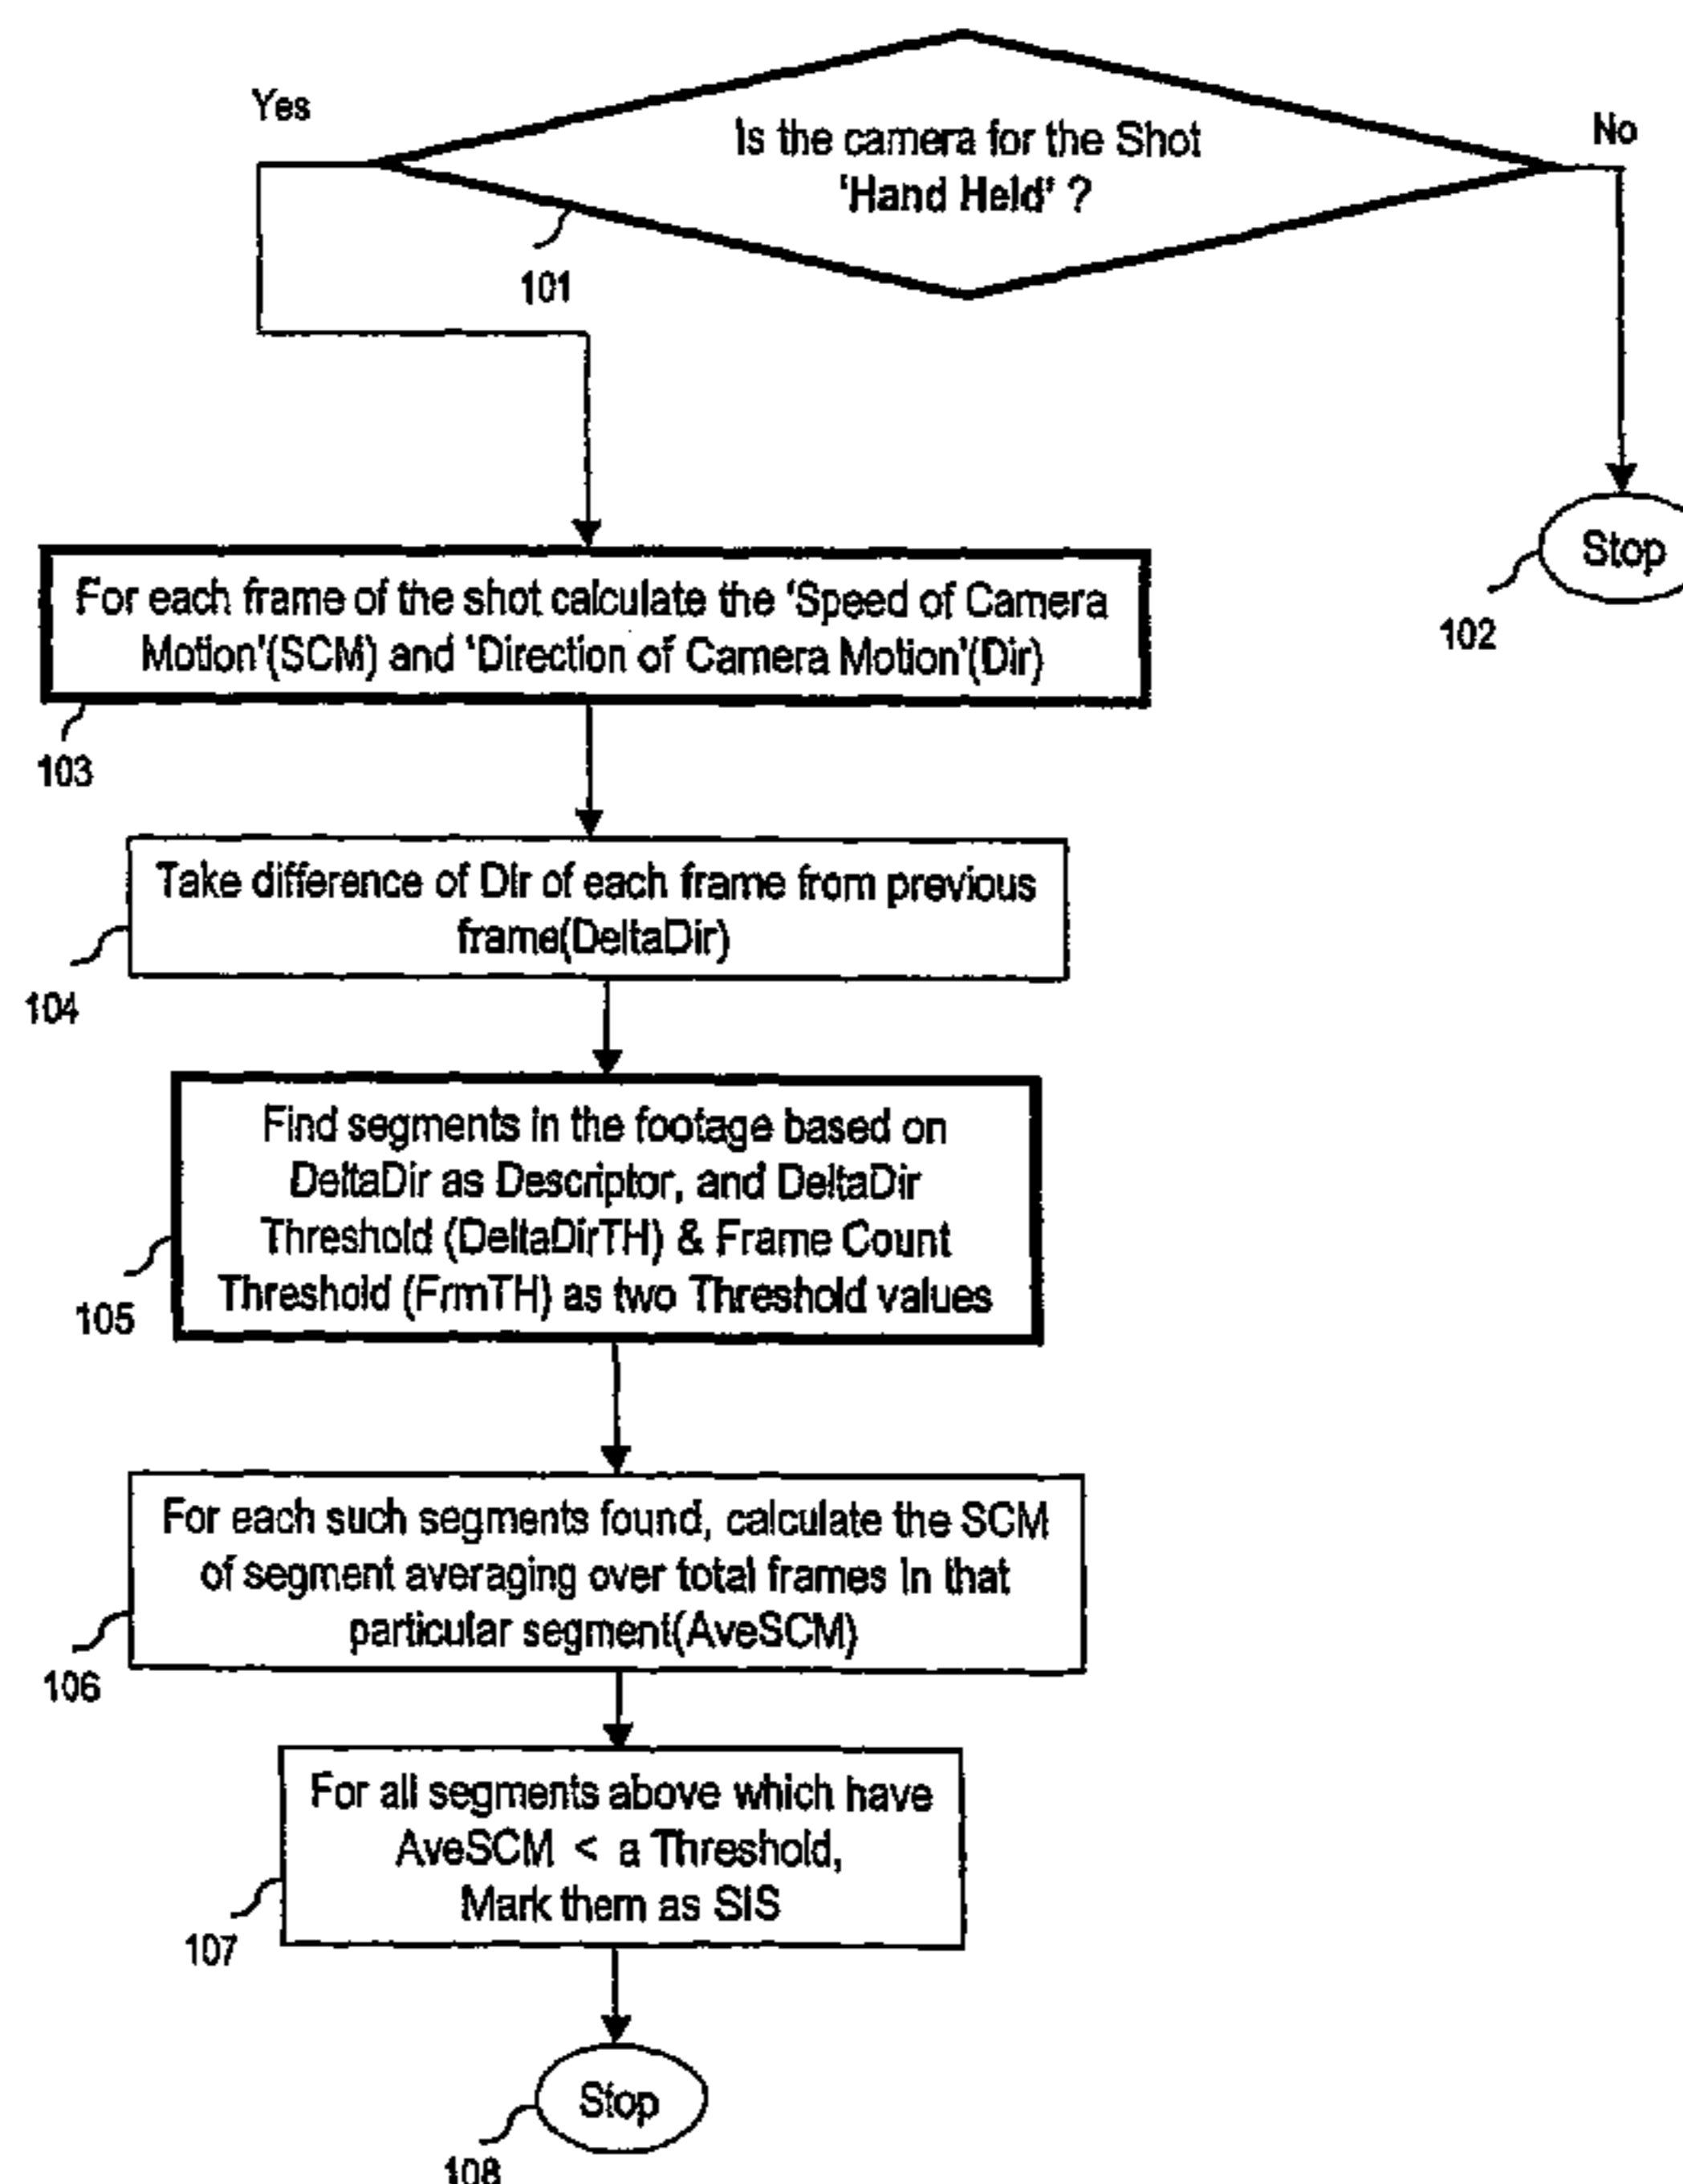 Yes
Is the camera for the Shot
'Hand Held' ?
No
101
Stop
102
For each frame of the shot calculate the 'Speed of Camera
Motion'(SCM) and 'Direction of Camera Motion'(Dir)
103
Take difference of Dir of each frame from previous
frame(DeltaDir)
104
Find segments in the footage based on
DeltaDir as Descriptor, and DeltaDir
Threshold (DeltaDirTH) & Frame Count
Threshold (FrmTH) as two Threshold values
105
For each such segments found, calculate the SCM
of segment averaging over total frames in that
particular segment(AveSCM)
106
For all segments above which have
AveSCM < a Threshold,
Mark them as SIS
107
Stop
108